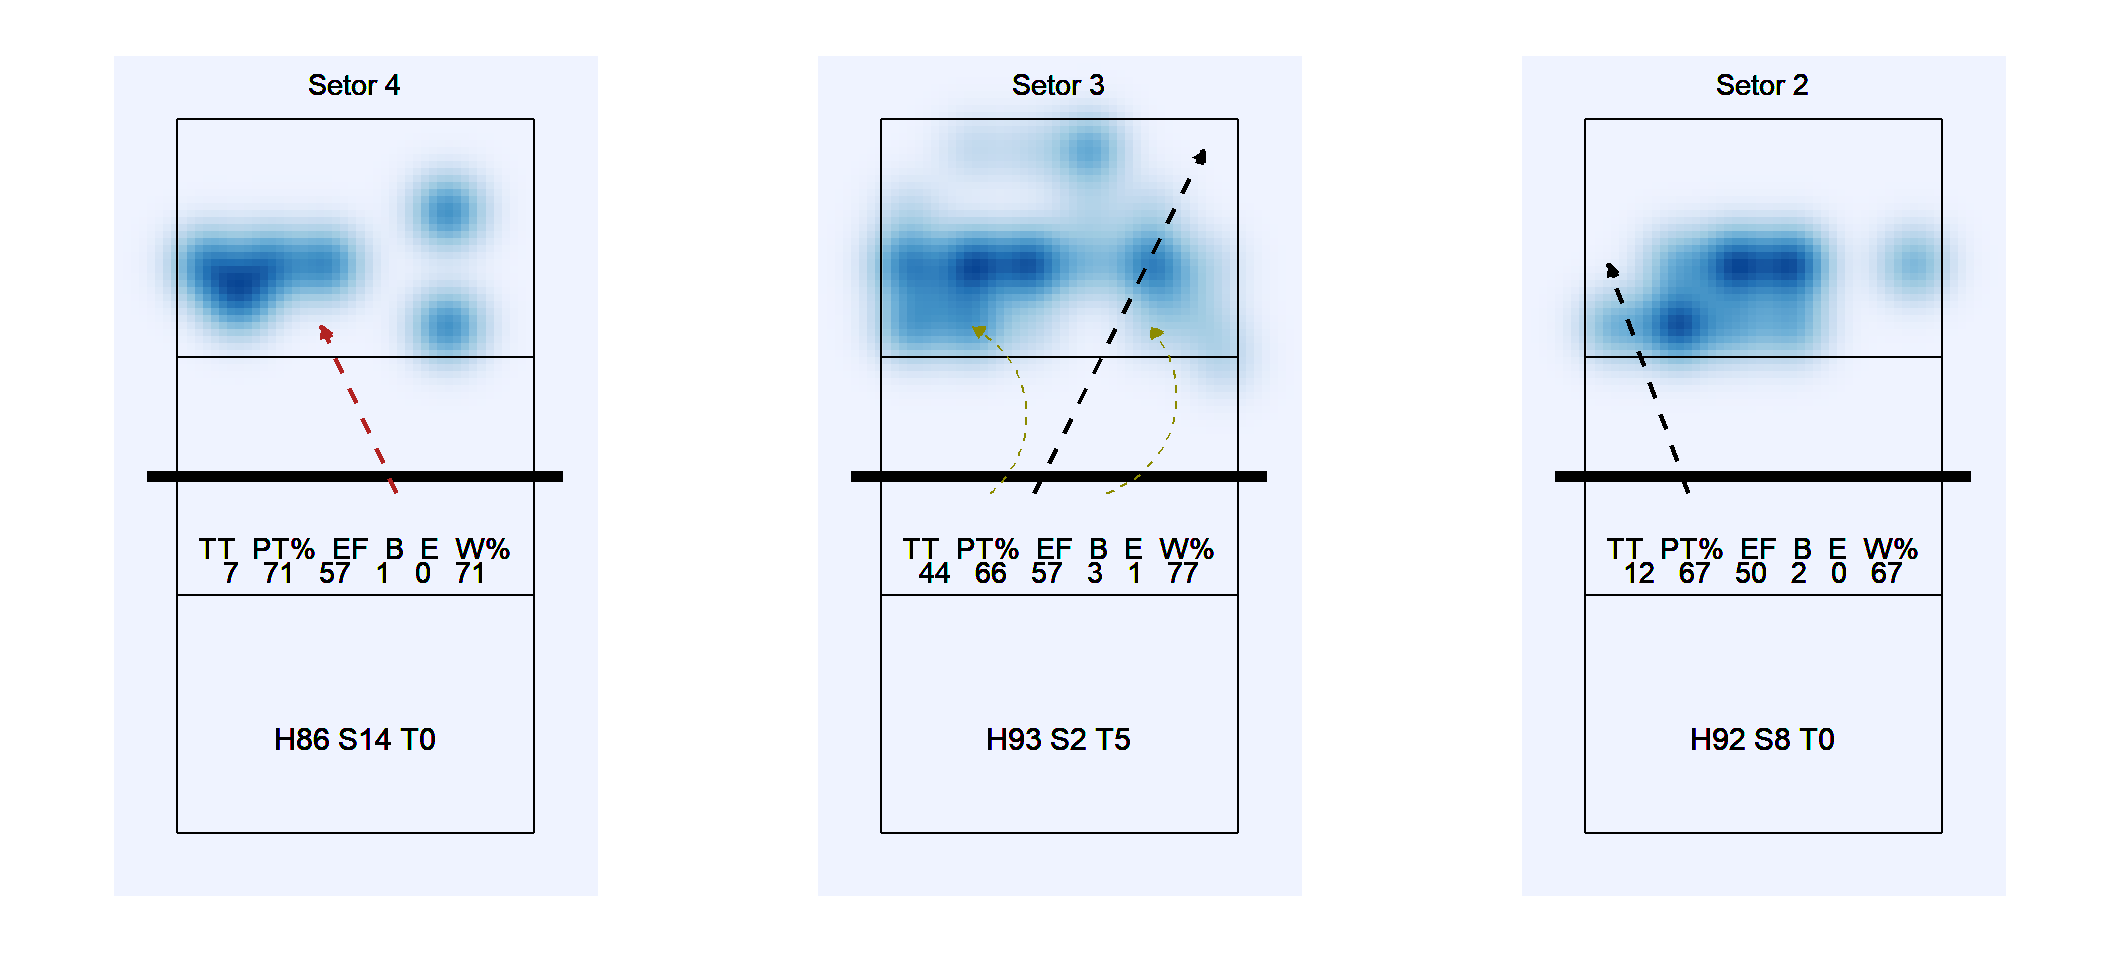 Setor 4
TT PT% EF B E W%
7 71 57 1 0 71
H86 S14 T0
Setor 3
TT PT% EF B E W%
44 66 57 3 1 77
H93 S2 T5
Setor 2
TT PT% EF B E W%
12 67 50 2 0 67
H92 S8 T0